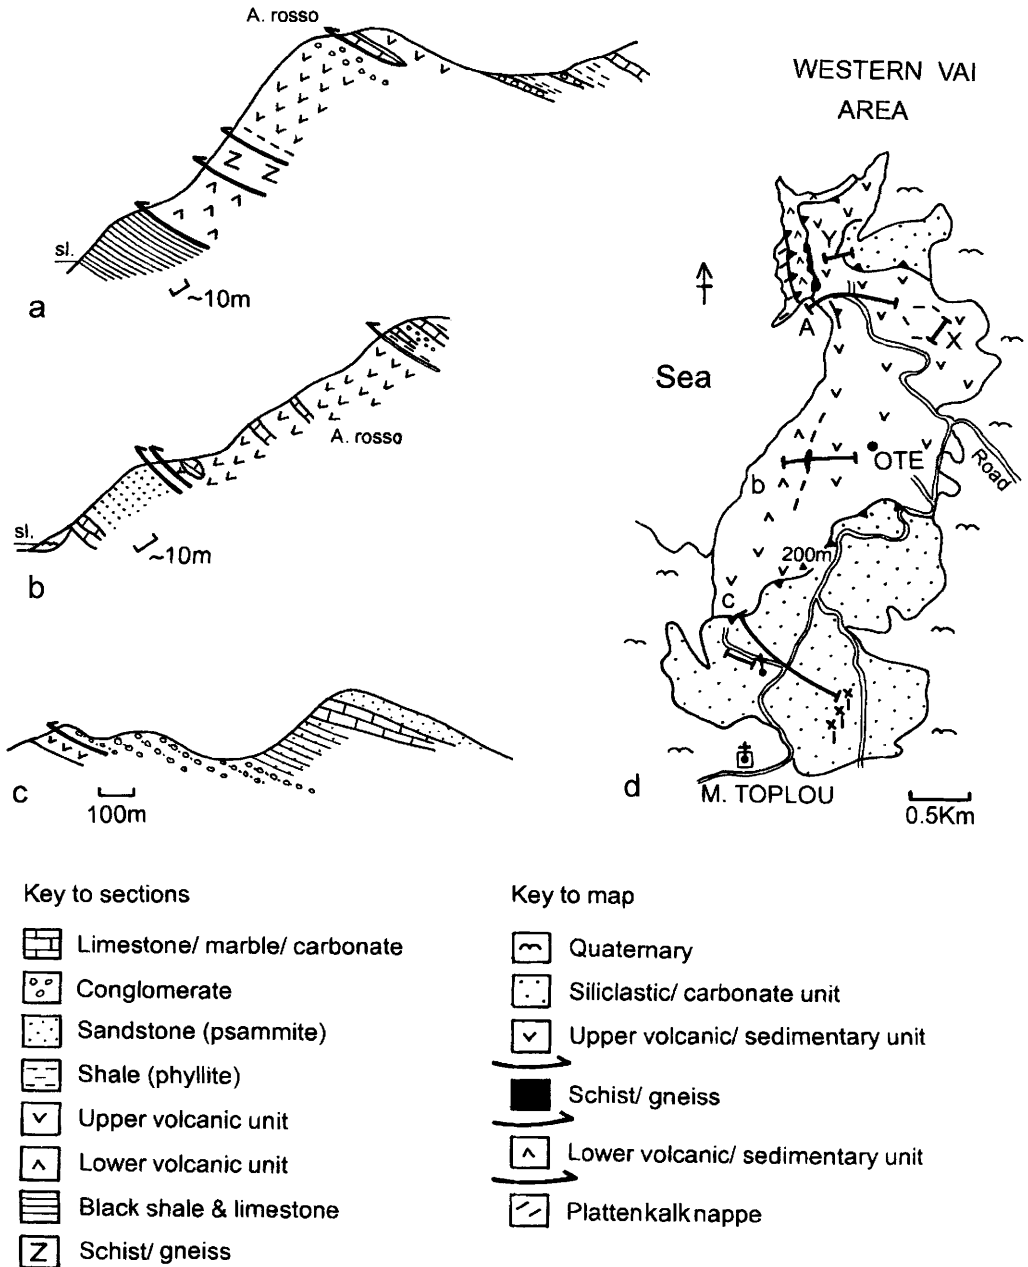 A. rosso
sl.
~10m
a
A. rosso
sl.
~10m
b
c
100m
WESTERN VAI
AREA
Y
A
X
Sea
OTE
Road
b
200m
c
d
M. TOPLOU
0.5Km
Key to sections
Limestone/ marble/ carbonate
Conglomerate
Sandstone (psammite)
Shale (phyllite)
Upper volcanic unit
Lower volcanic unit
Black shale & limestone
Z Schist/ gneiss
Key to map
Quaternary
Siliclastic/ carbonate unit
Upper volcanic/ sedimentary unit
Schist/ gneiss
Lower volcanic/ sedimentary unit
Plattenkalk nappe